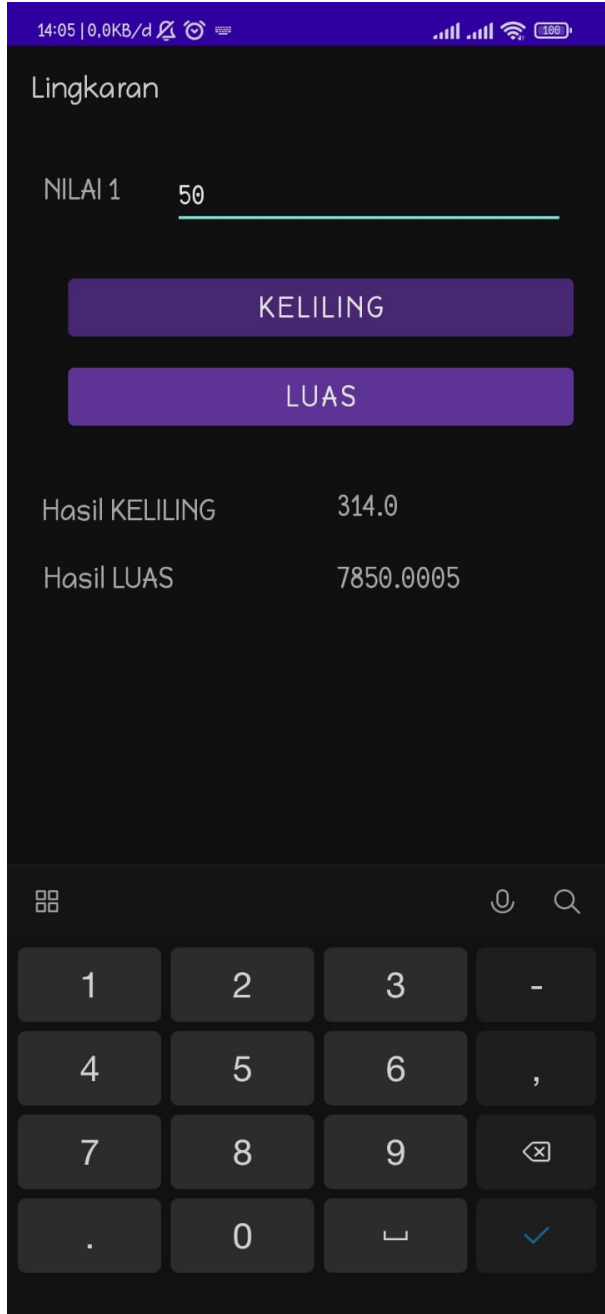 14:05 | 0,0KB/d 100
Lingkaran
NILAI 1 50
KELILING
LUAS
Hasil KELILING 314.0
Hasil LUAS 7850.0005
1 2 3 -
4 5 6 ,
7 8 9
. 0